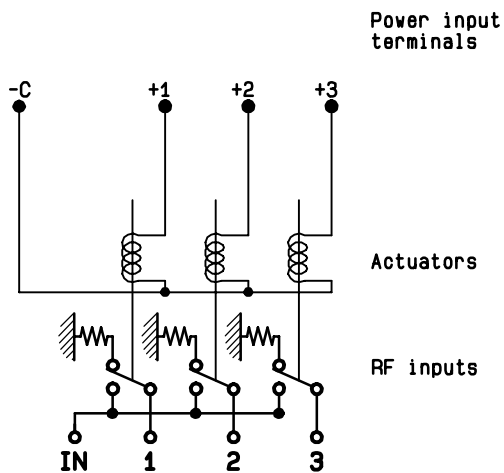 Power input
terminals
-C +1 +2 +3
Actuators
RF inputs
IN 1 2 3